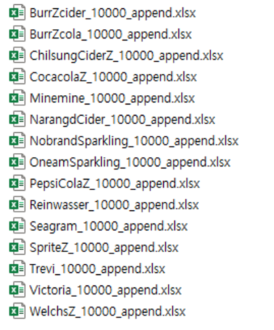 BurrZcider_10000_append.xlsx
BurrZcola_10000_append.xlsx
ChilsungCiderZ_10000_append.xlsx
CocacolaZ_10000_append.xlsx
Minemine_10000_append.xlsx
NarangdCider_10000_append.xlsx
NobrandSparkling_10000_append.xlsx
OneamSparkling_10000_append.xlsx
PepsiColaZ_10000_append.xlsx
Reinwasser_10000_append.xlsx
Seagram_10000_append.xlsx
SpriteZ_10000_append.xlsx
Trevi_10000_append.xlsx
Victoria_10000_append.xlsx
WelchsZ_10000_append.xlsx